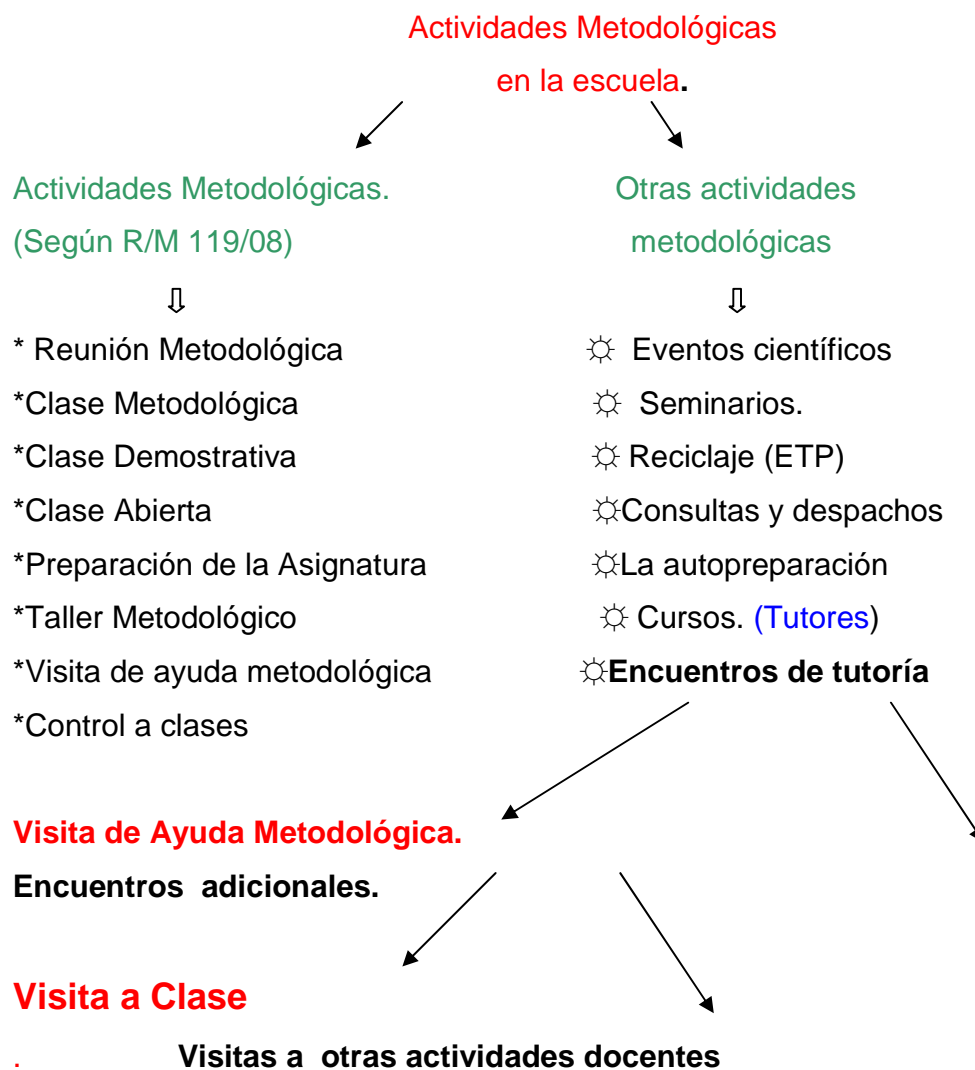 Actividades Metodológicas
en la escuela.
Actividades Metodológicas.
(Según R/M 119/08)
Otras actividades
metodológicas
⇩
* Reunión Metodológica
*Clase Metodológica
*Clase Demostrativa
*Clase Abierta
*Preparación de la Asignatura
*Taller Metodológico
*Visita de ayuda metodológica
*Control a clases
⇩
☼ Eventos científicos
☼ Seminarios.
☼ Reciclaje (ETP)
☼Consultas y despachos
☼La autopreparación
☼ Cursos. (Tutores)
☼Encuentros de tutoría
Visita de Ayuda Metodológica.
Encuentros adicionales.
Visita a Clase
. Visitas a otras actividades docentes